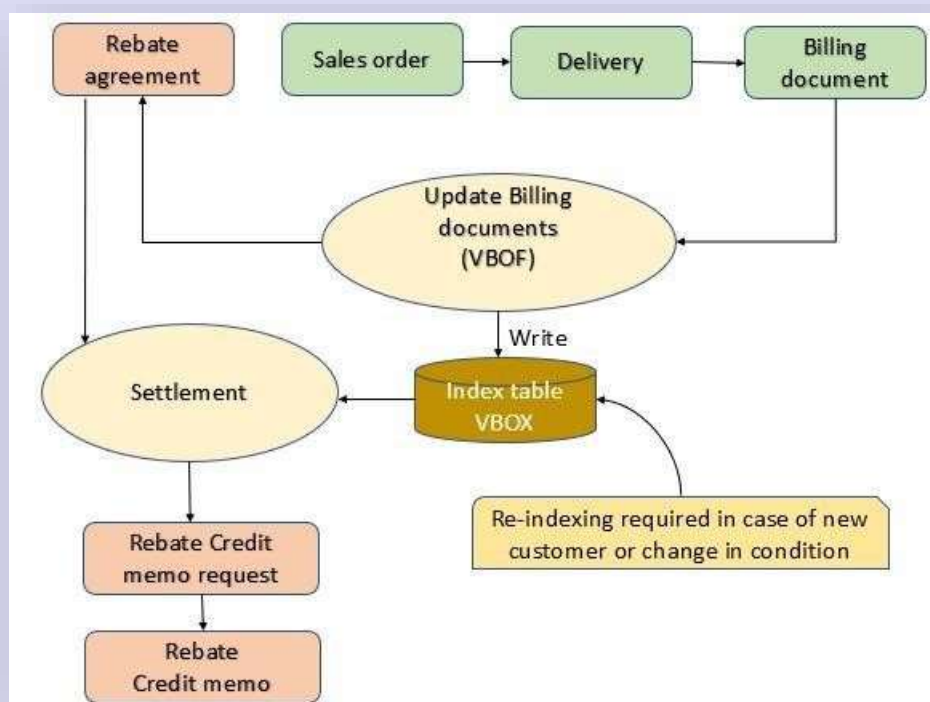 Rebate
agreement
Sales order
Delivery
Billing
document
Update Billing
documents
(VBOF)
Write
Settlement
Index table
VBOX
Re-indexing required in case of new
customer or change in condition
Rebate Credit
memo request
Rebate
Credit memo